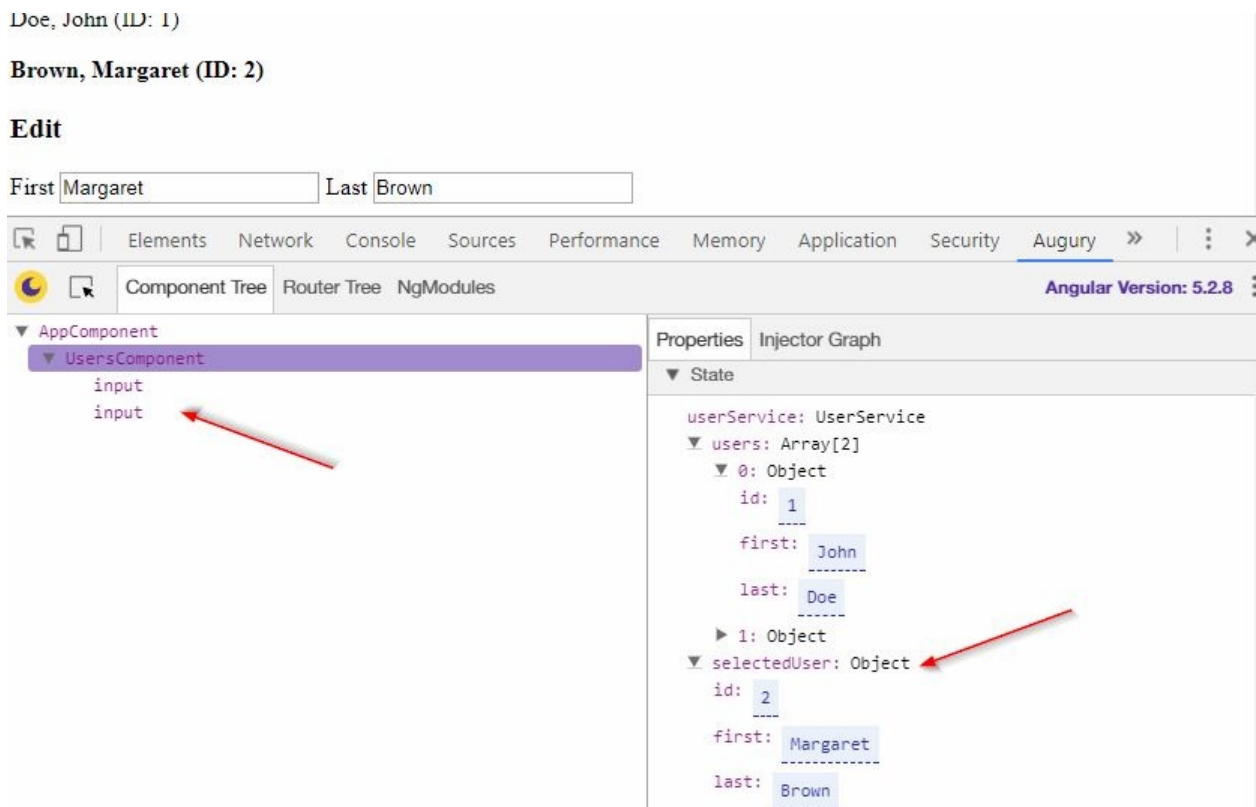 Doe, John (ID: 1)
Brown, Margaret (ID: 2)
Edit
First Margaret Last Brown
Elements Network Console Sources Performance Memory Application Security Augury »
Component Tree Router Tree NgModules Angular Version: 5.2.8
AppComponent
UsersComponent
input
input
Properties Injector Graph
State
userService: UserService
users: Array[2]
0: Object
id: 1
first: John
last: Doe
1: Object
selectedUser: Object
id: 2
first: Margaret
last: Brown